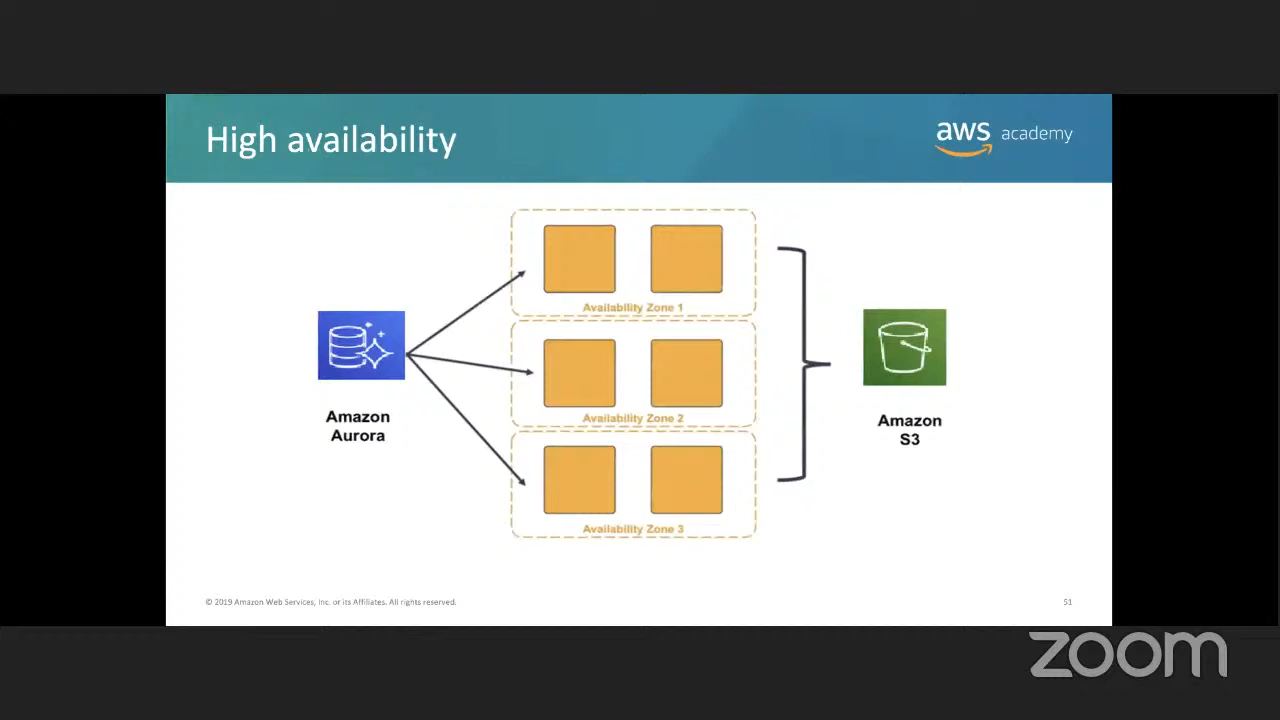 High availability
aws academy
Availability Zone 1
Availability Zone 2
Availability Zone 3
Amazon
Aurora
Amazon
S3
© 2019 Amazon Web Services, Inc. or its Affiliates. All rights reserved.
51
zoom